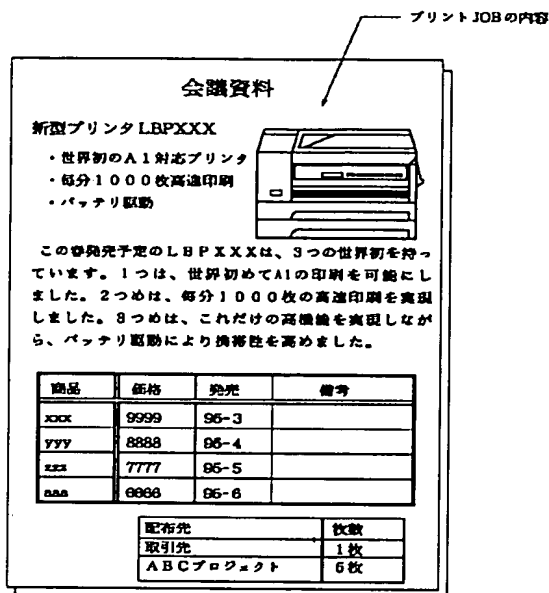 プリントJOBの内容
会議資料
新型プリンタLBPXXX
・世界初のA1対応プリンタ
・毎分1000枚高速印刷
・バッテリ駆動
この春発売予定のLBPXXXは、3つの世界初を持っ
ています。1つは、世界初めてA1の印刷を可能にし
ました。2つめは、毎分1000枚の高速印刷を実現
しました。3つめは、これだけの高機能を実現しなが
ら、バッテリ駆動により携帯性を高めました。
商品 価格 発売 備考
xxx 9999 95-3
yyy 8888 95-4
zzz 7777 95-5
aaa 6666 95-6
配布先 枚数
取引先 1枚
ABCプロジェクト 5枚